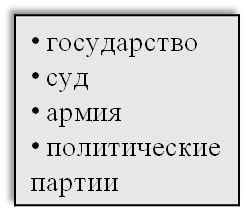 • государство
• суд
• армия
• политические
партии